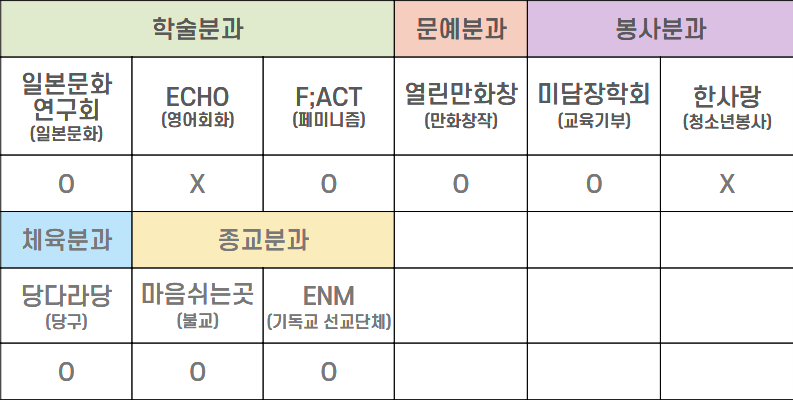 학술분과 문예분과 봉사분과
일본문화
연구회
(일본문화)
ECHO
(영어회화)
F;ACT
(페미니즘)
열린만화창
(만화창작)
미담장학회
(교육기부)
한사랑
(청소년봉사)
O X O O O X
체육분과 종교분과
당다라당
(당구)
마음쉬는곳
(불교)
ENM
(기독교 선교단체)
O O O